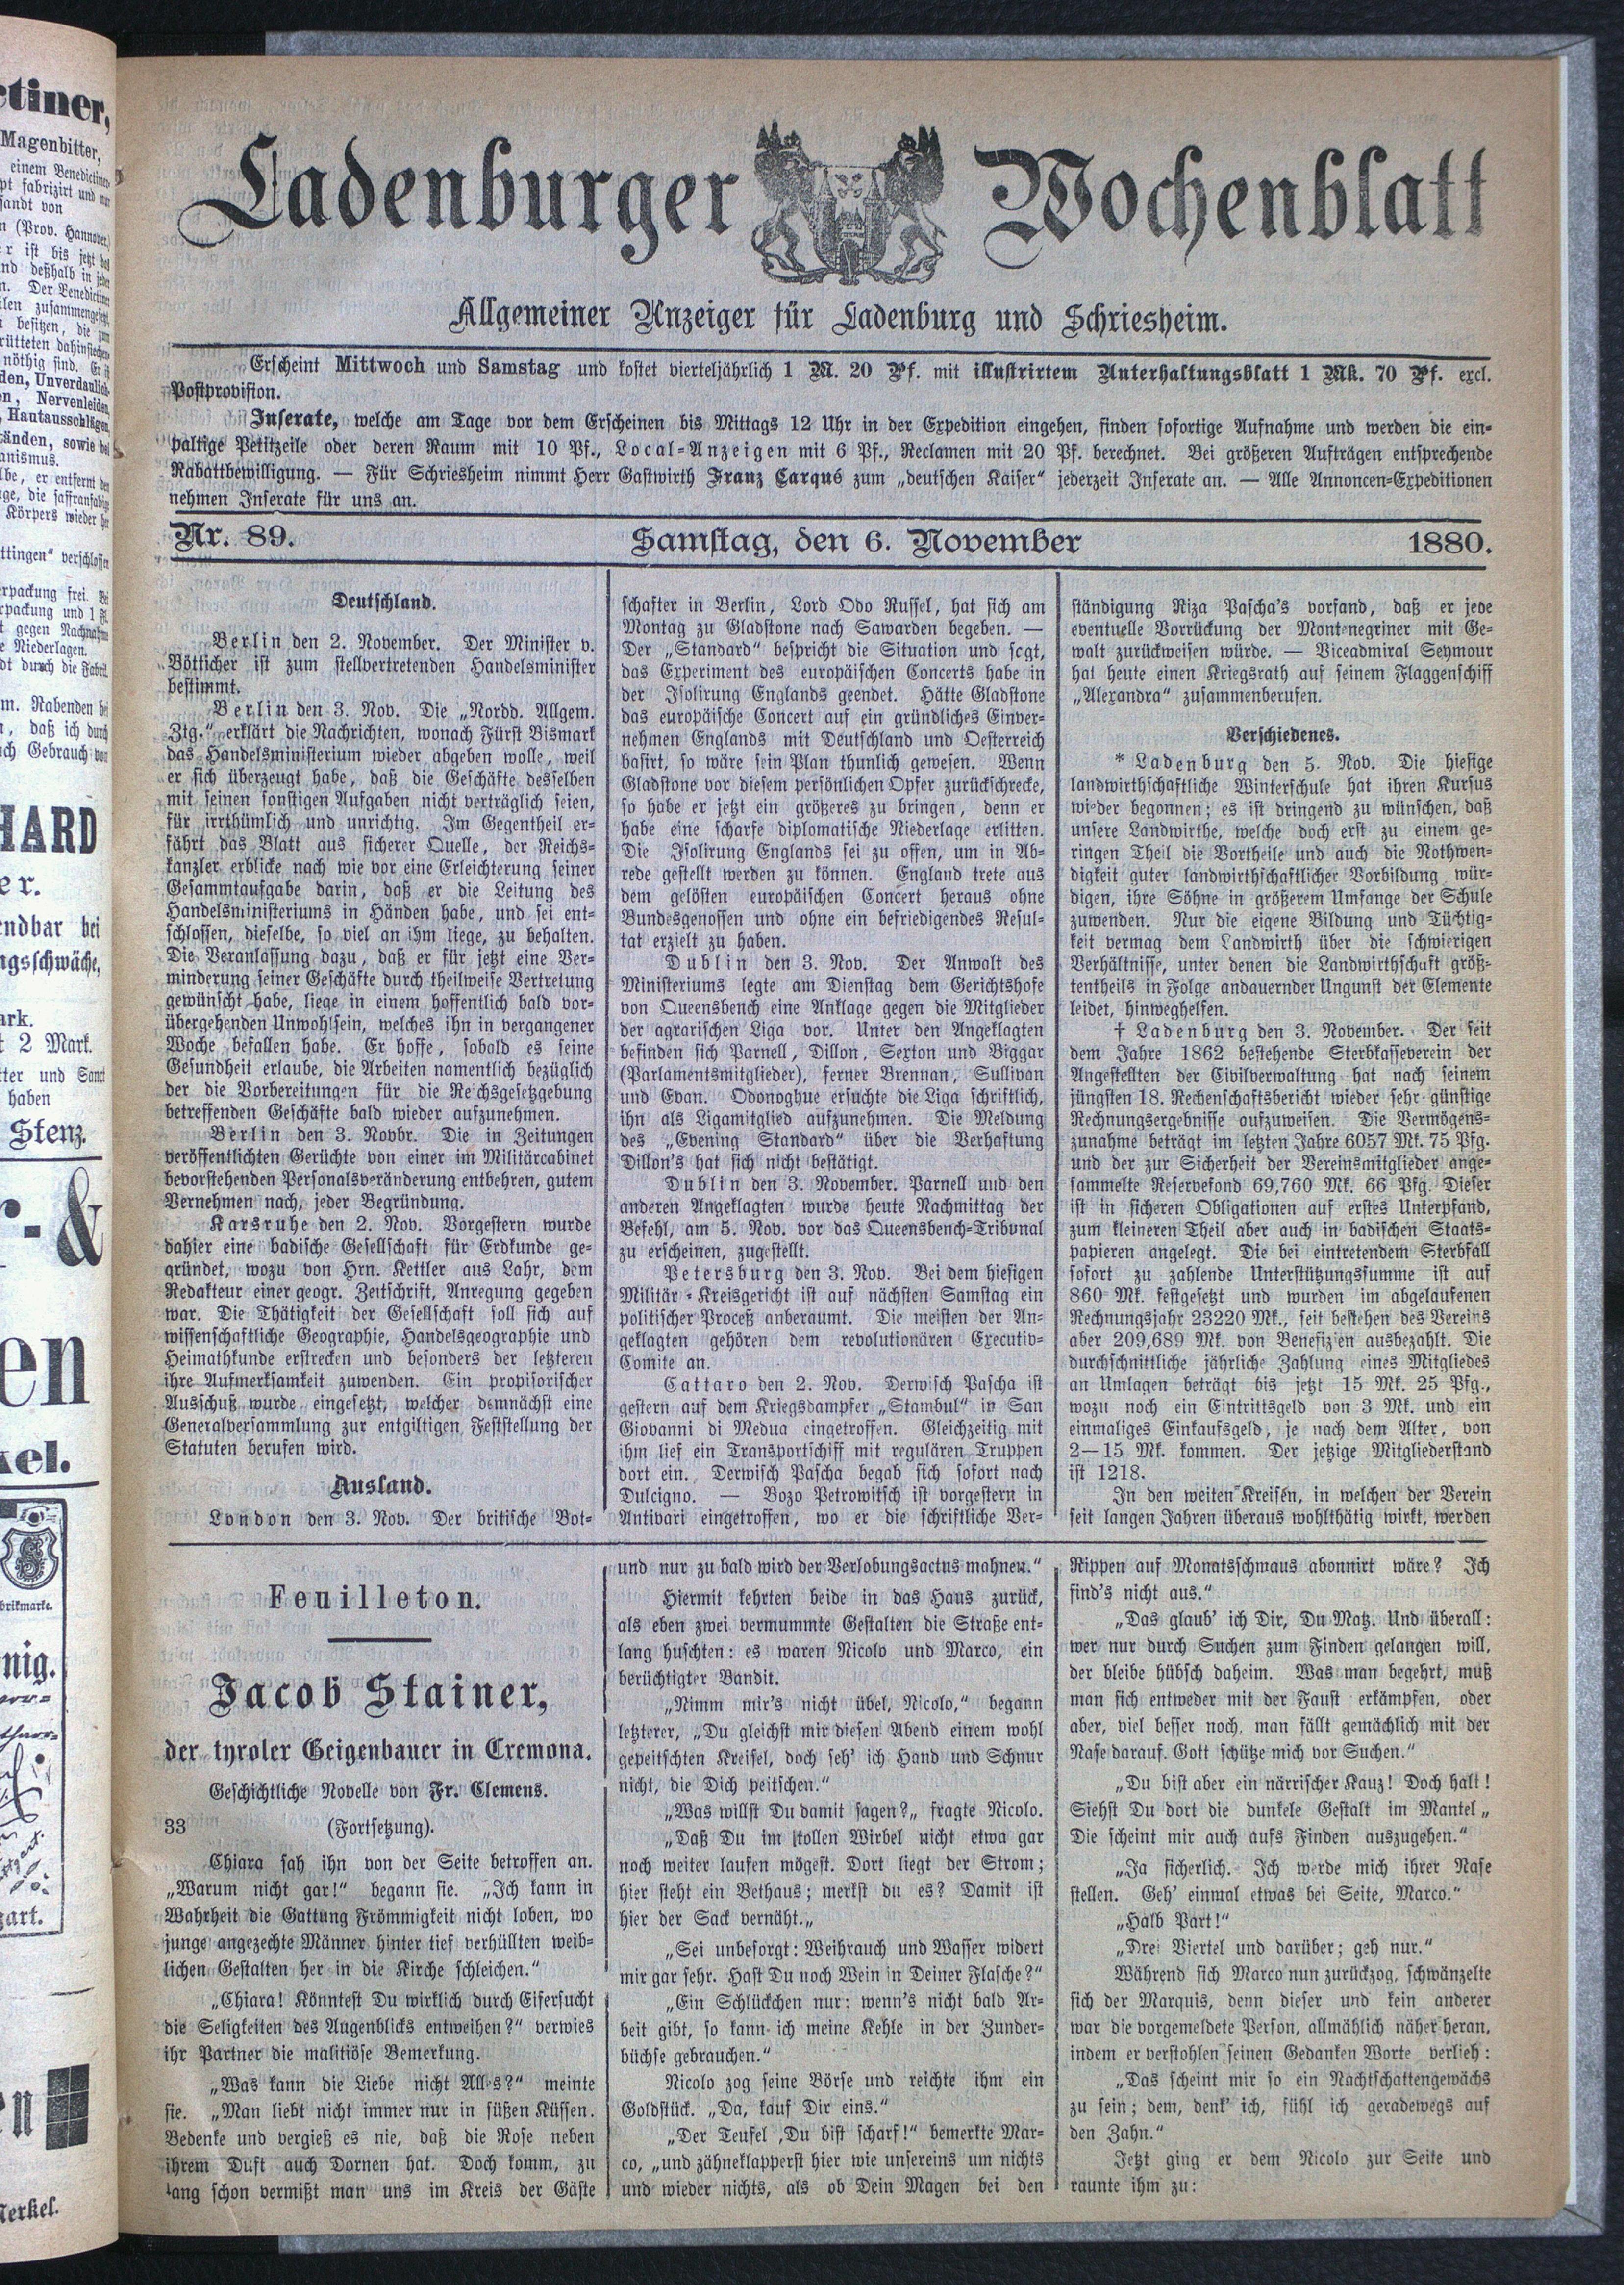 Ladenburger Wochenblatt
Allgemeiner Anzeiger für Ladenburg und Schriesheim.
Erscheint Mittwoch und Samstag und kostet vierteljährlich 1 M. 20 Pf. mit illustrirtem Unterhaltungsblatt 1 Mk. 70 Pf. excl.
Postprovision.
Inserate, welche am Tage vor dem Erscheinen bis Mittags 12 Uhr in der Expedition eingehen, finden sofortige Aufnahme und werden die ein-
paltige Petitzeile oder deren Raum mit 10 Pf., Local-Anzeigen mit 6 Pf., Reclamen mit 20 Pf. berechnet. Bei größeren Aufträgen entsprechende
Rabattbewilligung. — Für Schriesheim nimmt Herr Gastwirth Franz Carqué zum „deutschen Kaiser“ jederzeit Inserate an. — Alle Annoncen-Expeditionen
nehmen Inserate für uns an.
Nr. 89. Samstag, den 6. November 1880.
Deutschland.
Berlin den 2. November. Der Minister v.
Bötticher ist zum stellvertretenden Handelsminister
bestimmt.
Berlin den 3. Nov. Die „Nordd. Allgem.
Ztg.“ erklärt die Nachrichten, wonach Fürst Bismark
das Handelsministerium wieder abgeben wolle, weil
er sich überzeugt habe, daß die Geschäfte desselben
mit seinen sonstigen Aufgaben nicht verträglich seien,
für irrthümlich und unrichtig. Im Gegentheil er-
fährt das Blatt aus sicherer Quelle, der Reichs-
kanzler erblicke nach wie vor eine Erleichterung seiner
Gesammtaufgabe darin, daß er die Leitung des
Handelsministeriums in Händen habe, und sei ent-
schlossen, dieselbe, so viel an ihm liege, zu behalten.
Die Veranlassung dazu, daß er für jetzt eine Ver-
minderung seiner Geschäfte durch theilweise Vertretung
gewünscht habe, liege in einem hoffentlich bald vor-
übergehenden Unwohlsein, welches ihn in vergangener
Woche befallen habe. Er hoffe, sobald es seine
Gesundheit erlaube, die Arbeiten namentlich bezüglich
der die Vorbereitungen für die Reichsgesetzgebung
betreffenden Geschäfte bald wieder aufzunehmen.
Berlin den 3. Novbr. Die in Zeitungen
veröffentlichten Gerüchte von einer im Militärcabinet
bevorstehenden Personalsveränderung entbehren, gutem
Vernehmen nach, jeder Begründung.
Karsruhe den 2. Nov. Vorgestern wurde
dahier eine badische Gesellschaft für Erdkunde ge-
gründet, wozu von Hrn. Kettler aus Lahr, dem
Redakteur einer geogr. Zeitschrift, Anregung gegeben
war. Die Thätigkeit der Gesellschaft soll sich auf
wissenschaftliche Geographie, Handelsgeographie und
Heimathkunde erstrecken und besonders der letzteren
ihre Aufmerksamkeit zuwenden. Ein propisorischer
Ausschuß wurde eingesetzt, welcher demnächst eine
Generalversammlung zur entgiltigen Feststellung der
Statuten berufen wird.
Ausland.
London den 3. Nov. Der britische Bot-
schafter in Berlin, Lord Odo Russel, hat sich am
Montag zu Gladstone nach Sawarden begeben. —
Der „Standard“ bespricht die Situation und segt,
das Experiment des europäischen Concerts habe in
der Isolirung Englands geendet. Hätte Gladstone
das europäische Concert auf ein gründliches Einver-
nehmen Englands mit Deutschland und Oesterreich
basirt, so wäre sein Plan thunlich gewesen. Wenn
Gladstone vor diesem persönlichen Opfer zurückschrecke,
so habe er jetzt ein größeres zu bringen, denn er
habe eine scharfe diplomatische Niederlage erlitten.
Die Isolirung Englands sei zu offen, um in Ab-
rede gestellt werden zu können. England trete aus
dem gelösten europäischen Concert heraus ohne
Bundesgenossen und ohne ein befriedigendes Resul-
tat erzielt zu haben.
Dublin den 3. Nov. Der Anwalt des
Ministeriums legte am Dienstag dem Gerichtshofe
von Queensbench eine Anklage gegen die Mitglieder
der agrarischen Liga vor. Unter den Angeklagten
befinden sich Parnell, Dillon, Sexton und Biggar
(Parlamentsmitglieder), ferner Brennan, Sullivan
und Evan. Odonoghue ersuchte die Liga schriftlich,
ihn als Ligamitglied aufzunehmen. Die Meldung
des „Evening Standard“ über die Verhaftung
Dillon's hat sich nicht bestätigt.
Dublin den 3. November. Parnell und den
anderen Angeklagten wurde heute Nachmittag der
Befehl, am 5. Nov. vor das Queensbench-Tribunal
zu erscheinen, zugestellt.
Petersburg den 3. Nov. Bei dem hiesigen
Militär-Kreisgericht ist auf nächsten Samstag ein
politischer Proceß anberaumt. Die meisten der An-
geklagten gehören dem revolutionären Executiv-
Comite an.
Cattaro den 2. Nov. Derwisch Pascha ist
gestern auf dem Kriegsdampfer „Stambul“ in San
Giovanni di Medua eingetroffen. Gleichzeitig mit
ihm lief ein Transportschiff mit regulären Truppen
dort ein. Derwisch Pascha begab sich sofort nach
Dulcigno. — Bozo Petrowitsch ist vorgestern in
Antivari eingetroffen, wo er die schriftliche Ver-
ständigung Riza Pascha's vorfand, daß er jede
eventuelle Vorrückung der Montenegriner mit Ge-
walt zurückweisen würde. — Viceadmiral Seymour
hat heute einen Kriegsrath auf seinem Flaggenschiff
„Alexandra“ zusammenberufen.
Verschiedenes.
* Ladenburg den 5. Nov. Die hiesige
landwirthschaftliche Winterschule hat ihren Kursus
wieder begonnen; es ist dringend zu wünschen, daß
unsere Landwirthe, welche doch erst zu einem ge-
ringen Theil die Vortheile und auch die Nothwen-
digkeit guter landwirthschaftlicher Vorbildung wür-
digen, ihre Söhne in größerem Umfange der Schule
zuwenden. Nur die eigene Bildung und Tüchtig-
keit vermag dem Landwirth über die schwierigen
Verhältnisse, unter denen die Landwirthschaft größ-
tentheils in Folge andauernder Ungunst der Elemente
leidet, hinweghelfen.
† Ladenburg den 3. November. Der seit
dem Jahre 1862 bestehende Sterbkasseverein der
Angestellten der Civilverwaltung hat nach seinem
jüngsten 18. Rechenschaftsbericht wieder sehr günstige
Rechnungsergebnisse aufzuweisen. Die Vermögens-
zunahme beträgt im letzten Jahre 6057 Mk. 75 Pfg.
und der zur Sicherheit der Vereinsmitglieder ange-
sammelte Reservefond 69,760 Mk. 66 Pfg. Dieser
ist in sicheren Obligationen auf erstes Unterpfand,
zum kleineren Theil aber auch in badischen Staats-
papieren angelegt. Die bei eintretendem Sterbfall
sofort zu zahlende Unterstützungssumme ist auf
860 Mk. festgesetzt und wurden im abgelaufenen
Rechnungsjahr 23220 Mk., seit bestehen des Vereins
aber 209,689 Mk. von Benefizien ausbezahlt. Die
durchschnittliche jährliche Zahlung eines Mitgliedes
an Umlagen beträgt bis jetzt 15 Mk. 25 Pfg.,
wozu noch ein Eintrittsgeld von 3 Mk. und ein
einmaliges Einkaufsgeld, je nach dem Alter, von
2—15 Mk. kommen. Der jetzige Mitgliederstand
ist 1218.
In den weiten Kreisen, in welchen der Verein
seit langen Jahren überaus wohlthätig wirkt, werden
Feuilleton.
Jacob Stainer,
der tyroler Geigenbauer in Cremona.
Geschichtliche Novelle von Fr. Clemens.
33 (Fortsetzung).
Chiara sah ihn von der Seite betroffen an.
„Warum nicht gar!“ begann sie. „Ich kann in
Wahrheit die Gattung Frömmigkeit nicht loben, wo
junge angezechte Männer hinter tief verhüllten weib-
lichen Gestalten her in die Kirche schleichen.“
„Chiara! Könntest Du wirklich durch Eifersucht
die Seligkeiten des Augenblicks entweihen?“ verwies
ihr Partner die malitiöse Bemerkung.
„Was kann die Liebe nicht Alles?“ meinte
sie. „Man liebt nicht immer nur in süßen Küssen.
Bedenke und vergieß es nie, daß die Rose neben
ihrem Duft auch Dornen hat. Doch komm, zu
lang schon vermißt man uns im Kreis der Gäste
und nur zu bald wird der Verlobungsactus mahnen.“
Hiermit kehrten beide in das Haus zurück,
als eben zwei vermummte Gestalten die Straße ent-
lang huschten: es waren Nicolo und Marco, ein
berüchtigter Bandit.
„Nimm mir's nicht übel, Nicolo,“ begann
letzterer, „Du gleichst mir diesen Abend einem wohl
gepeitschten Kreisel, doch seh' ich Hand und Schnur
nicht, die Dich peitschen.“
„Was willst Du damit sagen?„ fragte Nicolo.
„Daß Du im tollen Wirbel nicht etwa gar
noch weiter laufen mögest. Dort liegt der Strom;
hier steht ein Bethaus; merkst du es? Damit ist
hier der Sack vernäht.„
„Sei unbesorgt: Weihrauch und Wasser widert
mir gar sehr. Hast Du noch Wein in Deiner Flasche?“
„Ein Schlückchen nur: wenn's nicht bald Ar-
beit gibt, so kann ich meine Kehle in der Zunder-
büchse gebrauchen.“
Nicolo zog seine Börse und reichte ihm ein
Goldstück. „Da, kauf Dir eins.“
„Der Teufel ‚Du bist scharf!“ bemerkte Mar-
co, „und zähneklapperst hier wie unsereins um nichts
und wieder nichts, als ob Dein Magen bei den
Rippen auf Monatsschmaus abonnirt wäre? Ich
find's nicht aus.“
„Das glaub' ich Dir, Du Matz. Und überall:
wer nur durch Suchen zum Finden gelangen will,
der bleibe hübsch daheim. Was man begehrt, muß
man sich entweder mit der Faust erkämpfen, oder
aber, viel besser noch, man fällt gemächlich mit der
Nase darauf. Gott schütze mich vor Suchen.“
„Du bist aber ein närrischer Kauz! Doch halt!
Siehst Du dort die dunkele Gestalt im Mantel„
Die scheint mir auch aufs Finden auszugehen.“
„Ja sicherlich. Ich werde mich ihrer Nase
stellen. Geh' einmal etwas bei Seite, Marco.“
„Halb Part!“
„Drei Viertel und darüber; geh nur.“
Während sich Marco nun zurückzog, schwänzelte
sich der Marquis, denn dieser und kein anderer
war die vorgemeldete Person, allmählich näher heran,
indem er verstohlen seinen Gedanken Worte verlieh:
„Das scheint mir so ein Nachtschattengewächs
zu sein; dem, denk' ich, fühl ich geradewegs auf
den Zahn.“
Jetzt ging er dem Nicolo zur Seite und
raunte ihm zu: